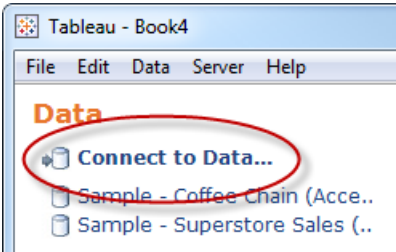 Tableau - Book4
File Edit Data Server Help
Data
Connect to Data...
Sample - Coffee Chain (Acce..
Sample - Superstore Sales (..